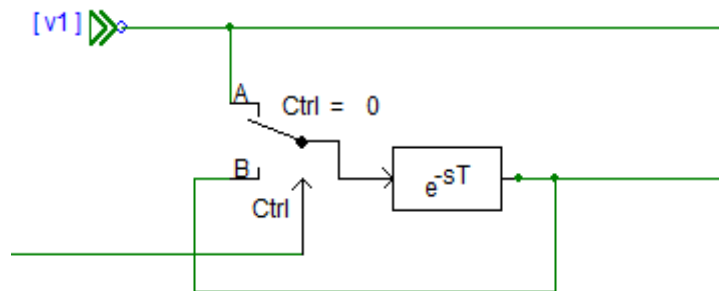 [v1]
A
Ctrl = 0
B
Ctrl
e-sT